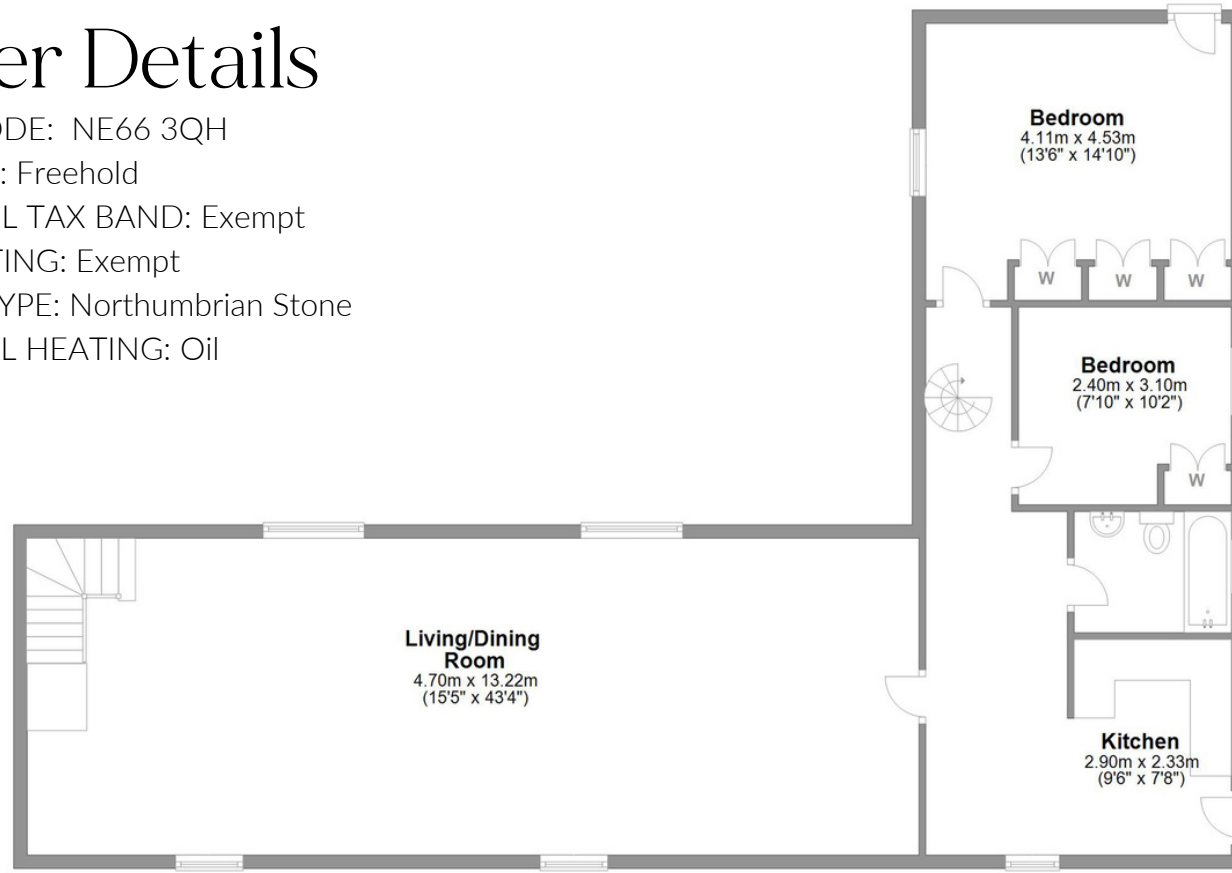 er Details
ODE: NE66 3QH
: Freehold
L TAX BAND: Exempt
TING: Exempt
YPE: Northumbrian Stone
L HEATING: Oil
Bedroom
4.11m x 4.53m
(13'6" x 14'10")
W W W
Bedroom
2.40m x 3.10m
(7'10" x 10'2")
W
Living/Dining
Room
4.70m x 13.22m
(15'5" x 43'4")
Kitchen
2.90m x 2.33m
(9'6" x 7'8")